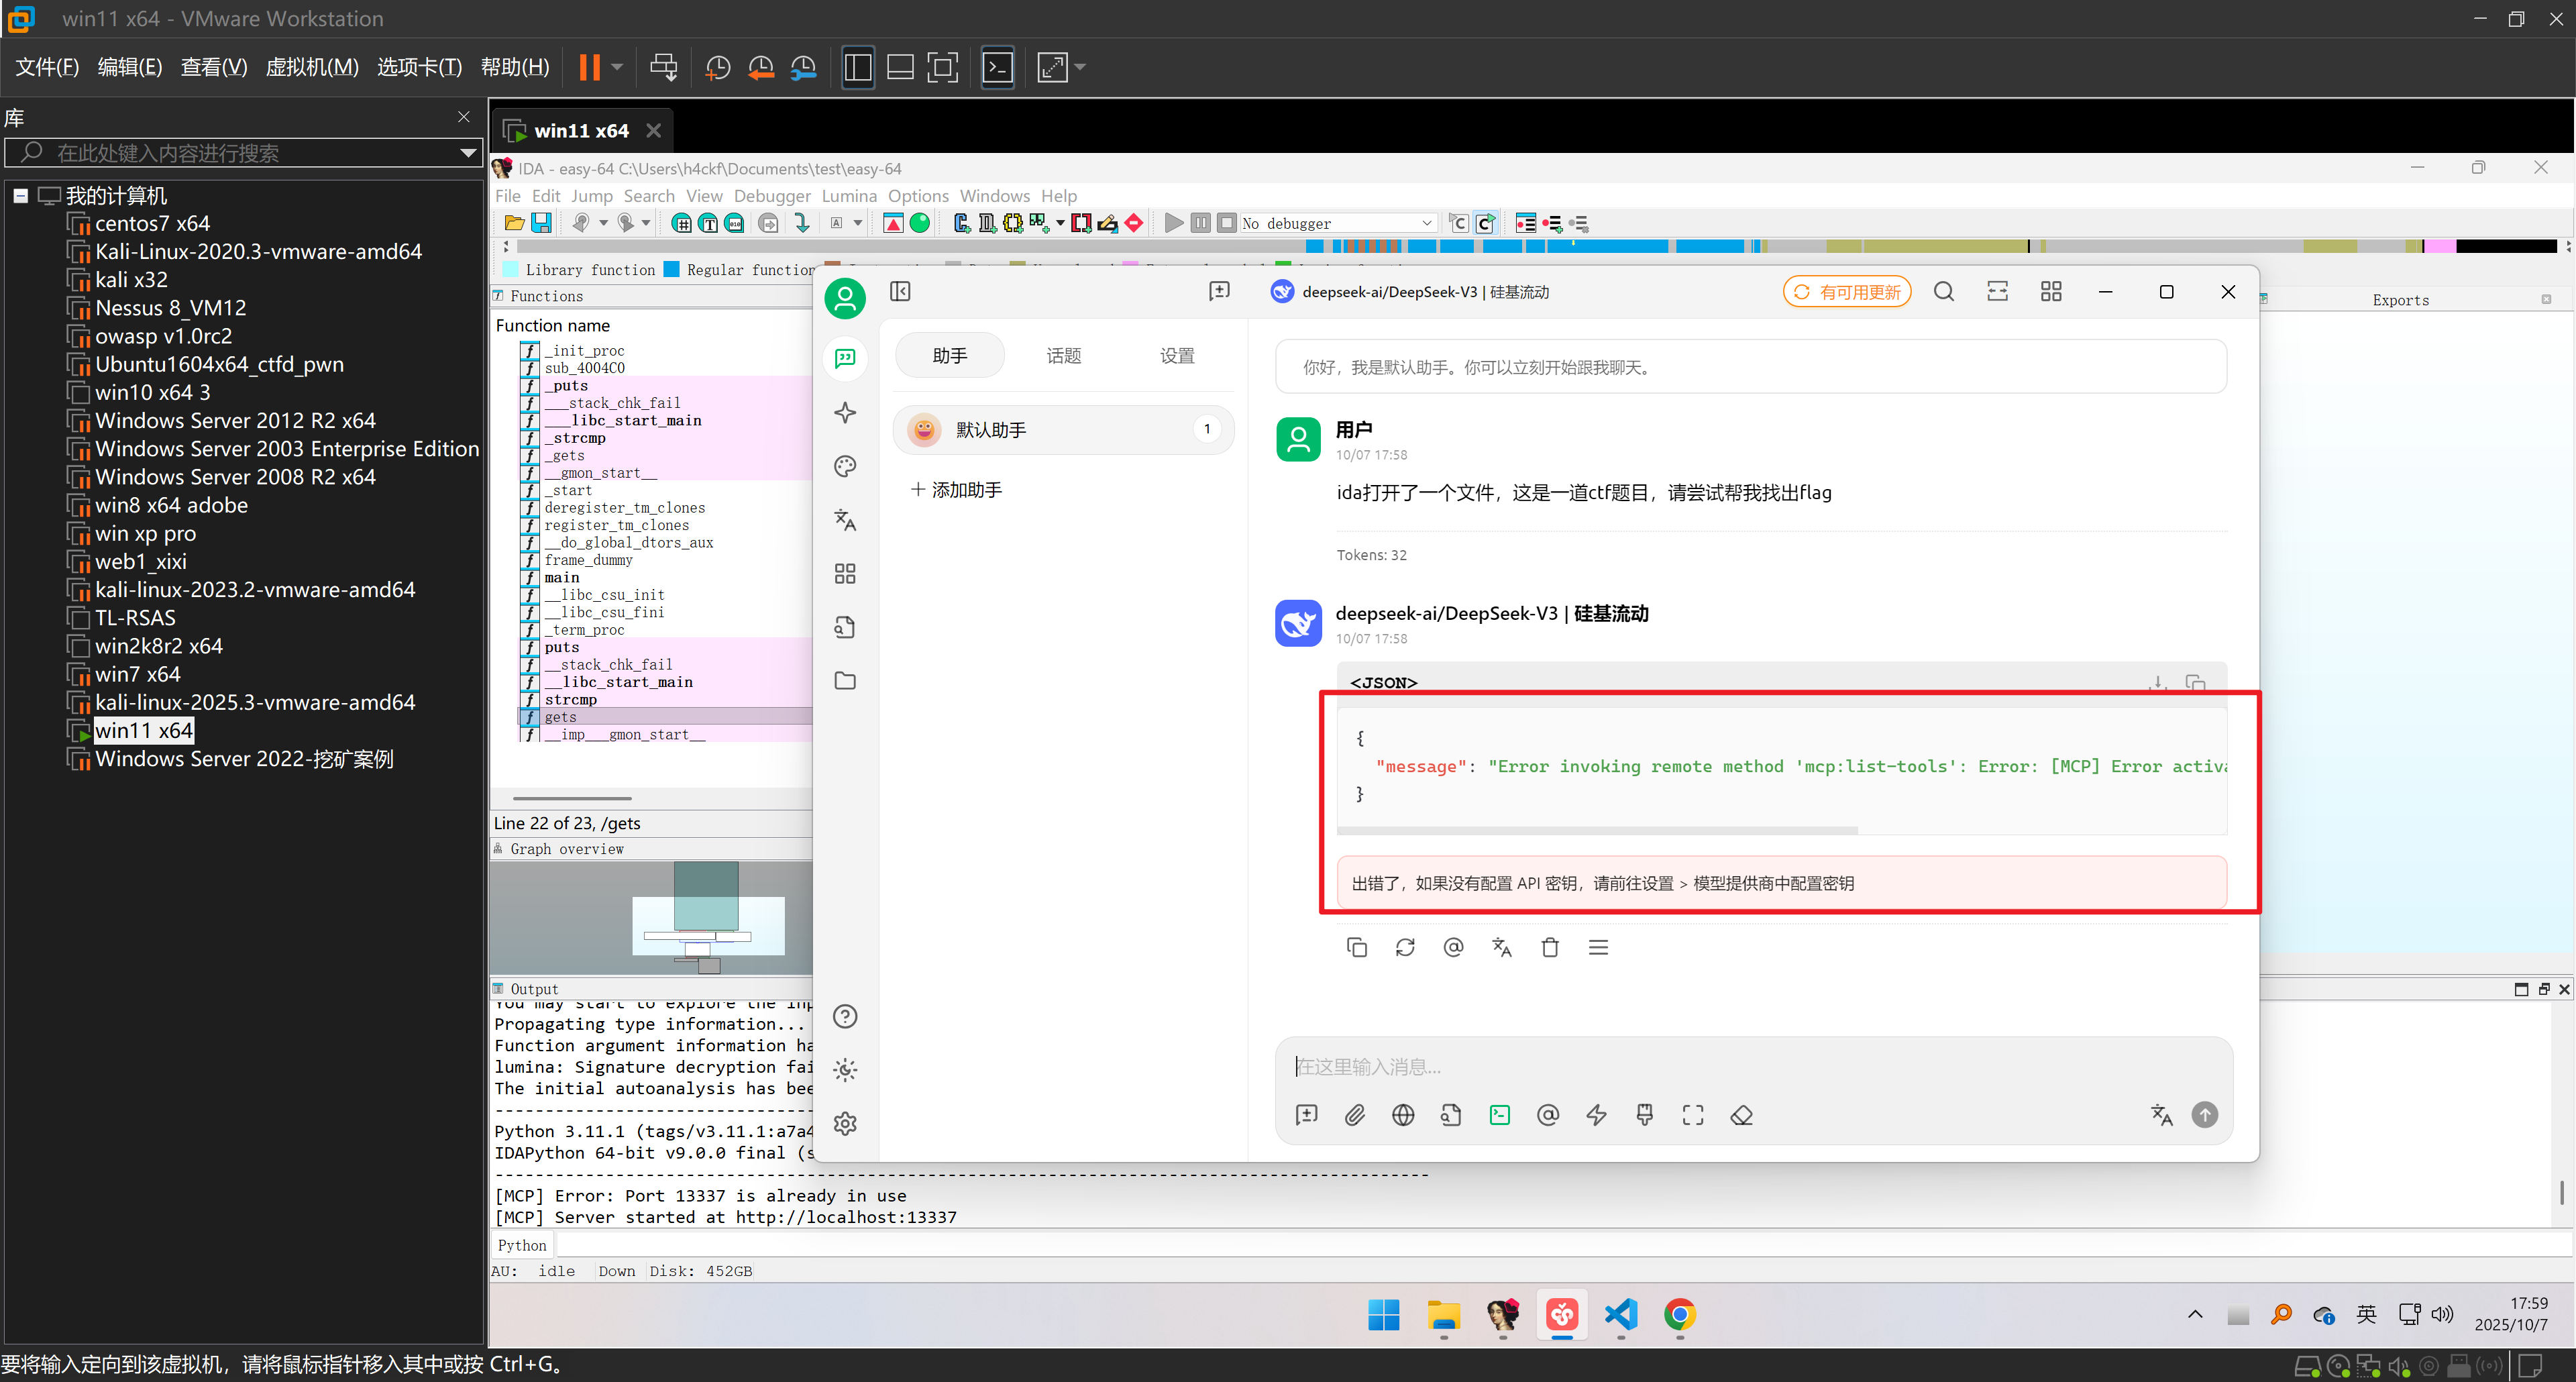 win11 x64 - VMware Workstation
文件(F) 编辑(E) 查看(V) 虚拟机(M) 选项卡(T) 帮助(H)
库
在此处键入内容进行搜索
我的计算机
centos7 x64
Kali-Linux-2020.3-vmware-amd64
kali x32
Nessus 8_VM12
owasp v1.0rc2
Ubuntu1604x64_ctfd_pwn
win10 x64 3
Windows Server 2012 R2 x64
Windows Server 2003 Enterprise Edition
Windows Server 2008 R2 x64
win8 x64 adobe
win xp pro
web1_xixi
kali-linux-2023.2-vmware-amd64
TL-RSAS
win2k8r2 x64
win7 x64
kali-linux-2025.3-vmware-amd64
win11 x64
Windows Server 2022-挖矿案例
win11 x64
IDA - easy-64 C:\Users\h4ckf\Documents\test\easy-64
File Edit Jump Search View Debugger Lumina Options Windows Help
No debugger
Library function Regular function
Functions
Exports
Function name
_init_proc
sub_4004C0
_puts
___stack_chk_fail
___libc_start_main
_strcmp
_gets
__gmon_start__
_start
deregister_tm_clones
register_tm_clones
__do_global_dtors_aux
frame_dummy
main
__libc_csu_init
__libc_csu_fini
_term_proc
puts
__stack_chk_fail
__libc_start_main
strcmp
gets
__imp___gmon_start__
Line 22 of 23, /gets
Graph overview
Output
You may start to explore the inp
Propagating type information...
Function argument information ha
lumina: Signature decryption fai
The initial autoanalysis has bee
Python 3.11.1 (tags/v3.11.1:a7a4
IDAPython 64-bit v9.0.0 final (s
[MCP] Error: Port 13337 is already in use
[MCP] Server started at http://localhost:13337
Python
AU: idle Down Disk: 452GB
deepseek-ai/DeepSeek-V3 | 硅基流动
有可用更新
助手 话题 设置
默认助手 1
添加助手
你好，我是默认助手。你可以立刻开始跟我聊天。
用户
10/07 17:58
ida打开了一个文件，这是一道ctf题目，请尝试帮我找出flag
Tokens: 32
deepseek-ai/DeepSeek-V3 | 硅基流动
10/07 17:58
<JSON>
{
"message": "Error invoking remote method 'mcp:list-tools': Error: [MCP] Error activa
}
出错了，如果没有配置 API 密钥，请前往设置 > 模型提供商中配置密钥
在这里输入消息...
英
17:59
2025/10/7
要将输入定向到该虚拟机，请将鼠标指针移入其中或按 Ctrl+G。